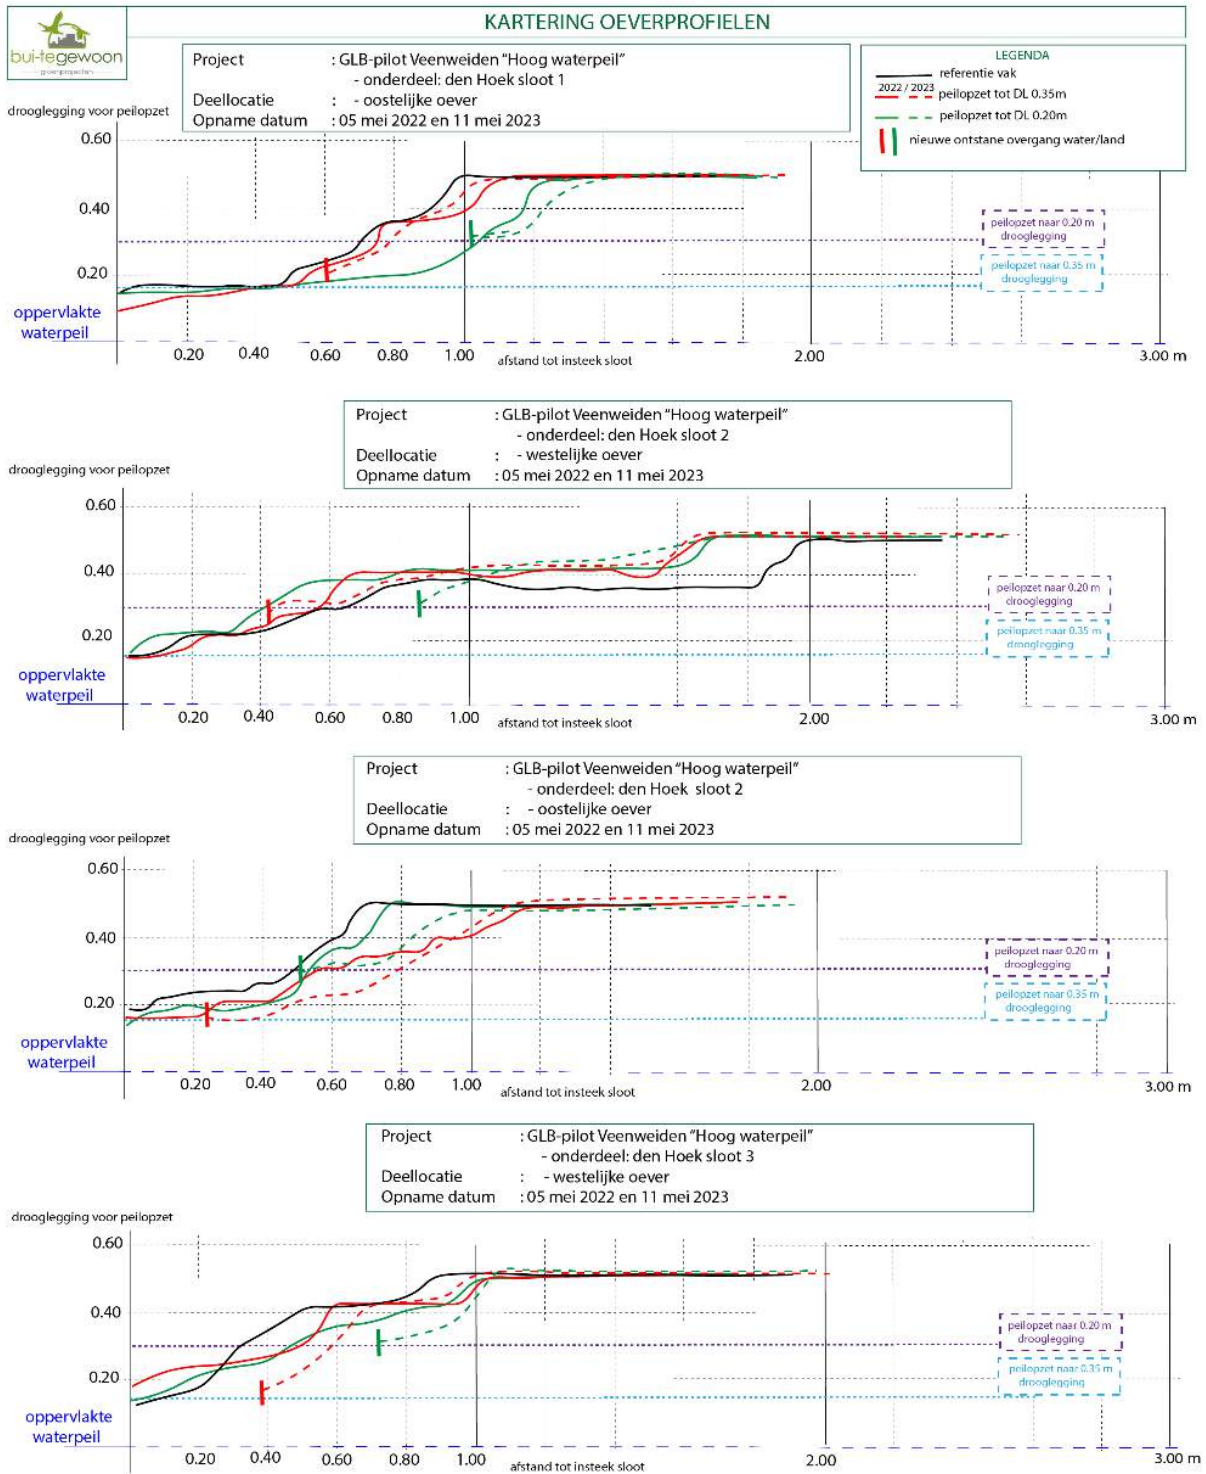 KARTERING OEVERPROFIELEN
bui-tegewoon
groenprojecten
Project : GLB-pilot Veenweiden "Hoog waterpeil"
- onderdeel: den Hoek sloot 1
Deellocatie : - oostelijke oever
Opname datum : 05 mei 2022 en 11 mei 2023
LEGENDA
referentie vak
2022 / 2023
peilopzet tot DL 0.35m
peilopzet tot DL 0.20m
nieuwe ontstane overgang water/land
drooglegging voor peilopzet
0.60
0.40
0.20
peilopzet naar 0.20 m
drooglegging
peilopzet naar 0.35 m
drooglegging
oppervlakte
waterpeil
0.20 0.40 0.60 0.80 1.00 afstand tot insteek sloot 2.00 3.00 m
Project : GLB-pilot Veenweiden "Hoog waterpeil"
- onderdeel: den Hoek sloot 2
Deellocatie : - westelijke oever
Opname datum : 05 mei 2022 en 11 mei 2023
drooglegging voor peilopzet
0.60
0.40
0.20
peilopzet naar 0.20 m
drooglegging
peilopzet naar 0.35 m
drooglegging
oppervlakte
waterpeil
0.20 0.40 0.60 0.80 1.00 afstand tot insteek sloot 2.00 3.00 m
Project : GLB-pilot Veenweiden "Hoog waterpeil"
- onderdeel: den Hoek sloot 2
Deellocatie : - oostelijke oever
Opname datum : 05 mei 2022 en 11 mei 2023
drooglegging voor peilopzet
0.60
0.40
0.20
peilopzet naar 0.20 m
drooglegging
peilopzet naar 0.35 m
drooglegging
oppervlakte
waterpeil
0.20 0.40 0.60 0.80 1.00 afstand tot insteek sloot 2.00 3.00 m
Project : GLB-pilot Veenweiden "Hoog waterpeil"
- onderdeel: den Hoek sloot 3
Deellocatie : - westelijke oever
Opname datum : 05 mei 2022 en 11 mei 2023
drooglegging voor peilopzet
0.60
0.40
0.20
peilopzet naar 0.20 m
drooglegging
peilopzet naar 0.35 m
drooglegging
oppervlakte
waterpeil
0.20 0.40 0.60 0.80 1.00 afstand tot insteek sloot 2.00 3.00 m